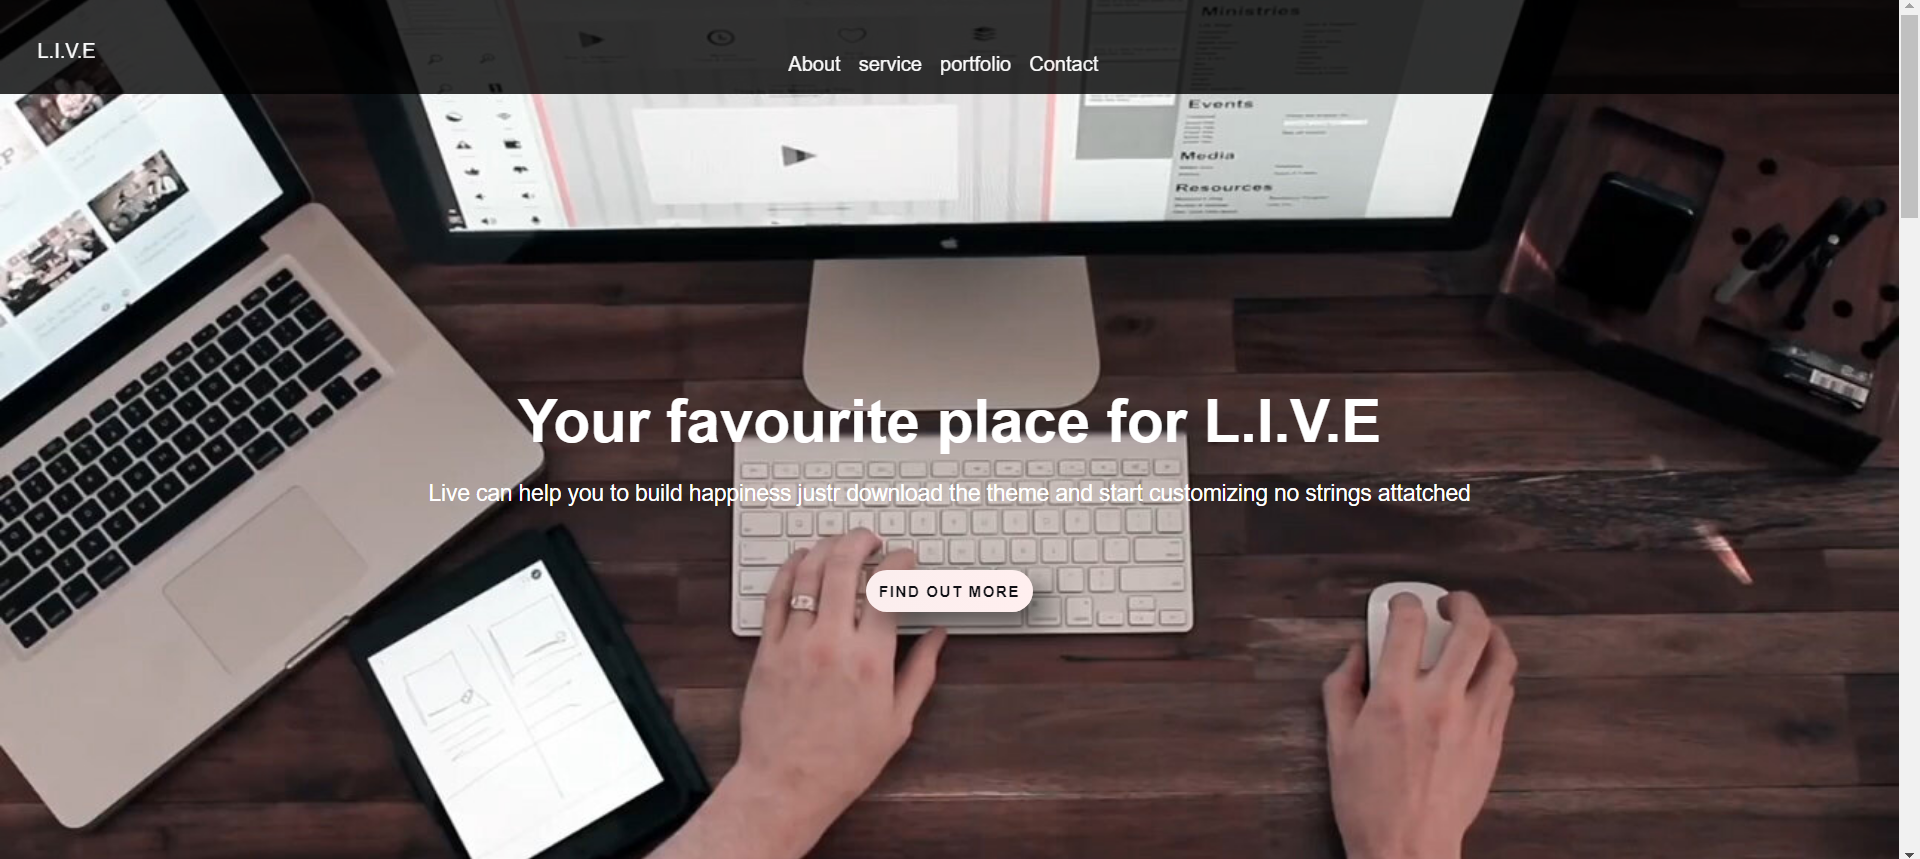 L.I.V.E
About service portfolio Contact
Ministries
Events
Media
Resources
Your favourite place for L.I.V.E
Live can help you to build happiness justr download the theme and start customizing no strings attatched
FIND OUT MORE